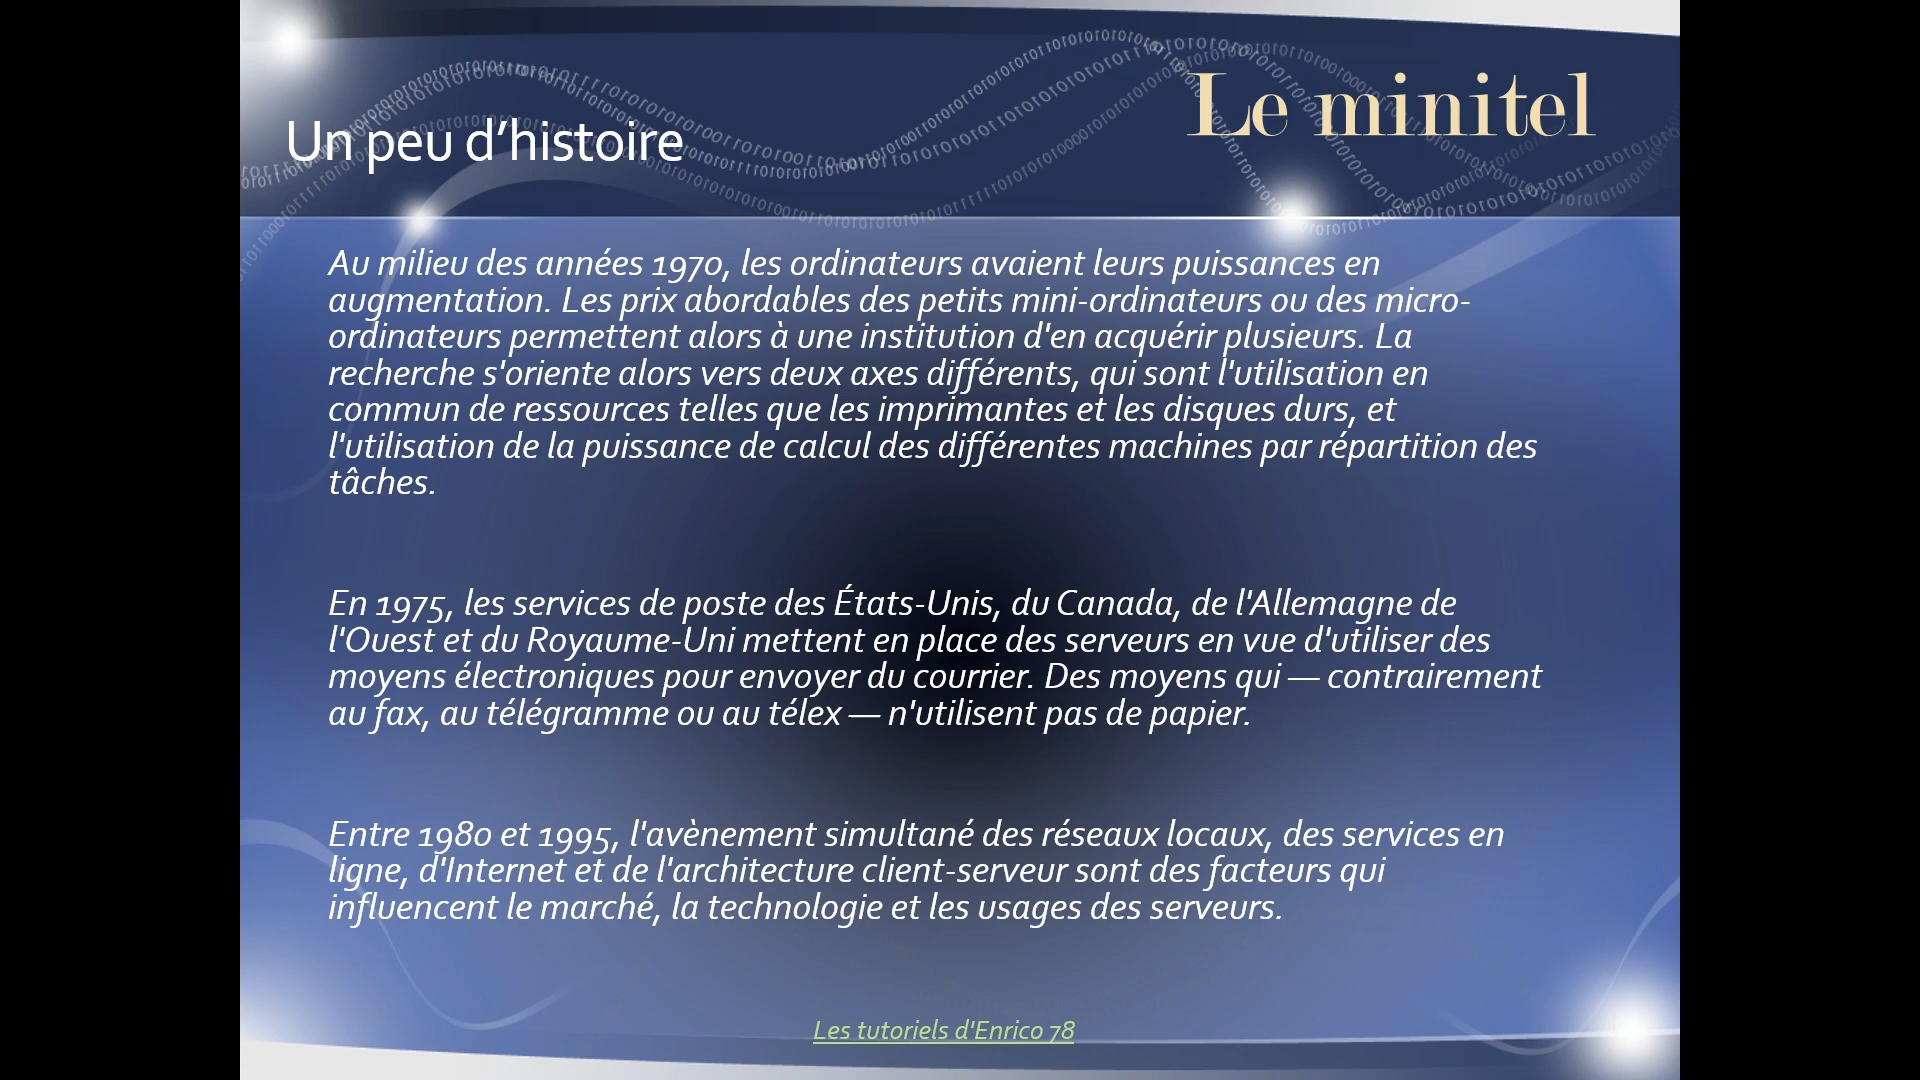 Le minitel
Un peu d’histoire
Au milieu des années 1970, les ordinateurs avaient leurs puissances en
augmentation. Les prix abordables des petits mini-ordinateurs ou des micro-
ordinateurs permettent alors à une institution d'en acquérir plusieurs. La
recherche s'oriente alors vers deux axes différents, qui sont l'utilisation en
commun de ressources telles que les imprimantes et les disques durs, et
l'utilisation de la puissance de calcul des différentes machines par répartition des
tâches.
En 1975, les services de poste des États-Unis, du Canada, de l'Allemagne de
l'Ouest et du Royaume-Uni mettent en place des serveurs en vue d'utiliser des
moyens électroniques pour envoyer du courrier. Des moyens qui — contrairement
au fax, au télégramme ou au télex — n'utilisent pas de papier.
Entre 1980 et 1995, l'avènement simultané des réseaux locaux, des services en
ligne, d'Internet et de l'architecture client-serveur sont des facteurs qui
influencent le marché, la technologie et les usages des serveurs.
Les tutoriels d'Enrico 78